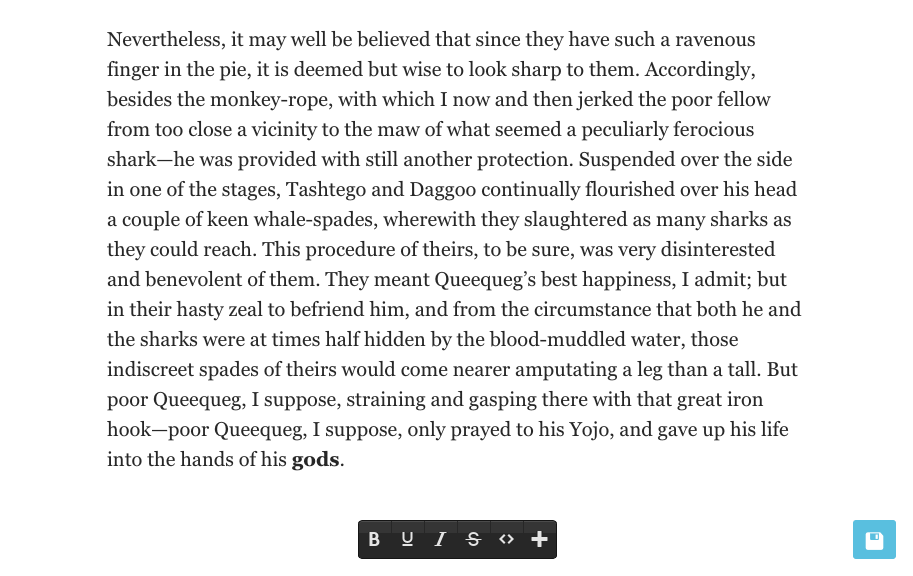 Nevertheless, it may well be believed that since they have such a ravenous
finger in the pie, it is deemed but wise to look sharp to them. Accordingly,
besides the monkey-rope, with which I now and then jerked the poor fellow
from too close a vicinity to the maw of what seemed a peculiarly ferocious
shark—he was provided with still another protection. Suspended over the side
in one of the stages, Tashtego and Daggoo continually flourished over his head
a couple of keen whale-spades, wherewith they slaughtered as many sharks as
they could reach. This procedure of theirs, to be sure, was very disinterested
and benevolent of them. They meant Queequeg’s best happiness, I admit; but
in their hasty zeal to befriend him, and from the circumstance that both he and
the sharks were at times half hidden by the blood-muddled water, those
indiscreet spades of theirs would come nearer amputating a leg than a tall. But
poor Queequeg, I suppose, straining and gasping there with that great iron
hook—poor Queequeg, I suppose, only prayed to his Yojo, and gave up his life
into the hands of his gods.
B U I S <> +